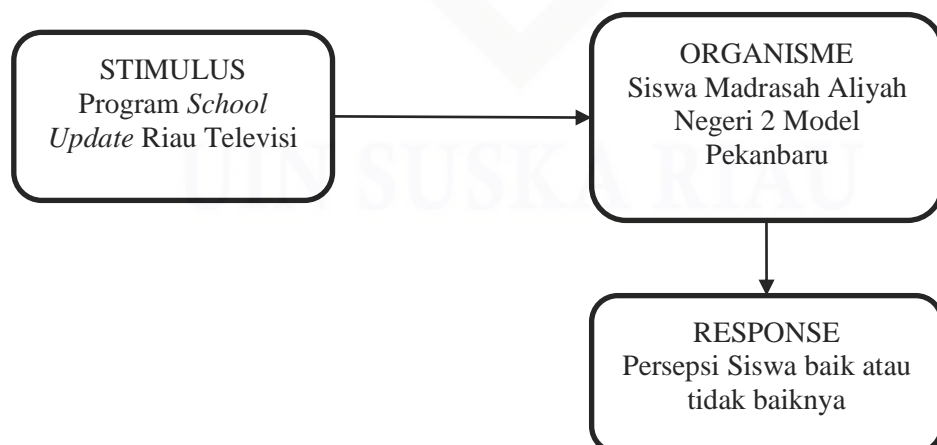 STIMULUS
Program School
Update Riau Televisi
ORGANISME
Siswa Madrasah Aliyah
Negeri 2 Model
Pekanbaru
UIN SUSKA RIAU
RESPONSE
Persepsi Siswa baik atau
tidak baiknya